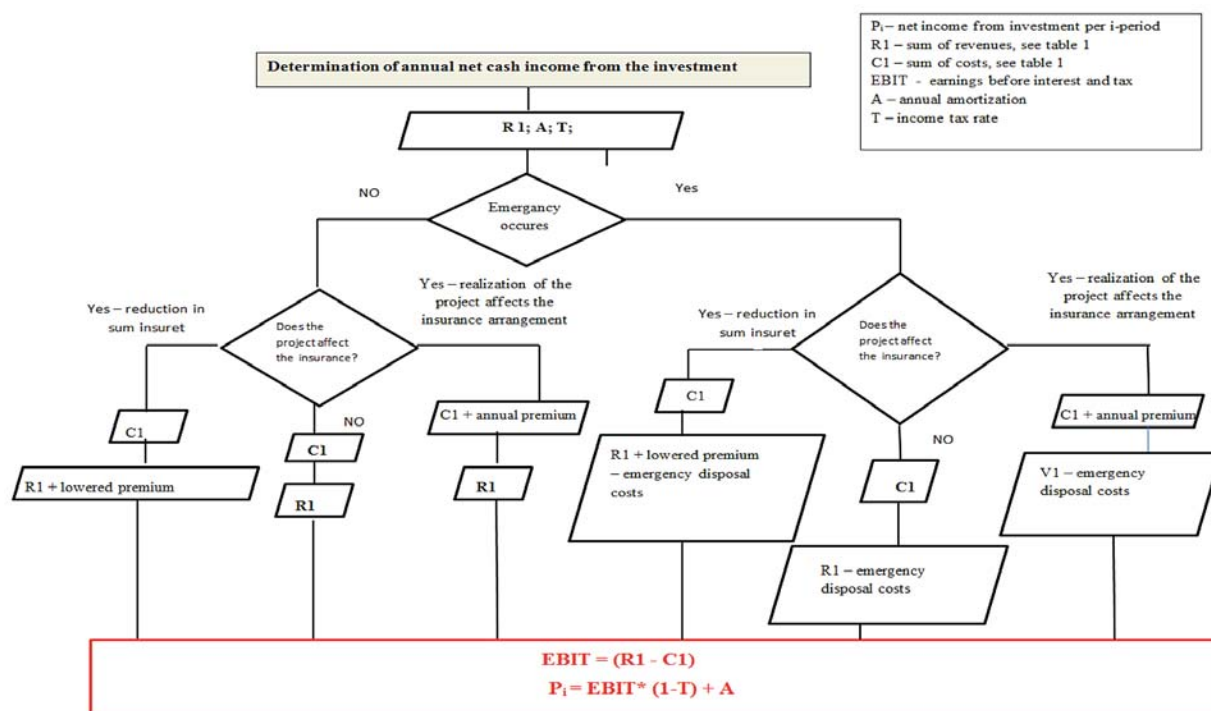 Determination of annual net cash income from the investment
Pi – net income from investment per i-period
R1 – sum of revenues, see table 1
C1 – sum of costs, see table 1
EBIT - earnings before interest and tax
A – annual amortization
T – income tax rate
R1; A; T;
NO
Yes
Emergancy
occures
Yes – reduction in
sum insuret
Does the
project affect
the insurance?
Yes – realization of
the project affects the
insurance arrangement
C1
R1 + lowered premium
NO
C1
R1
C1 + annual premium
R1
Yes – reduction in
sum insuret
Does the
project affect
the insurance?
Yes – realization of the
project affects the
insurance arrangement
C1
R1 + lowered premium
– emergency disposal
costs
NO
C1
R1 – emergency
disposal costs
C1 + annual premium
V1 – emergency
disposal costs
EBIT = (R1 - C1)
Pi = EBIT* (1-T) + A